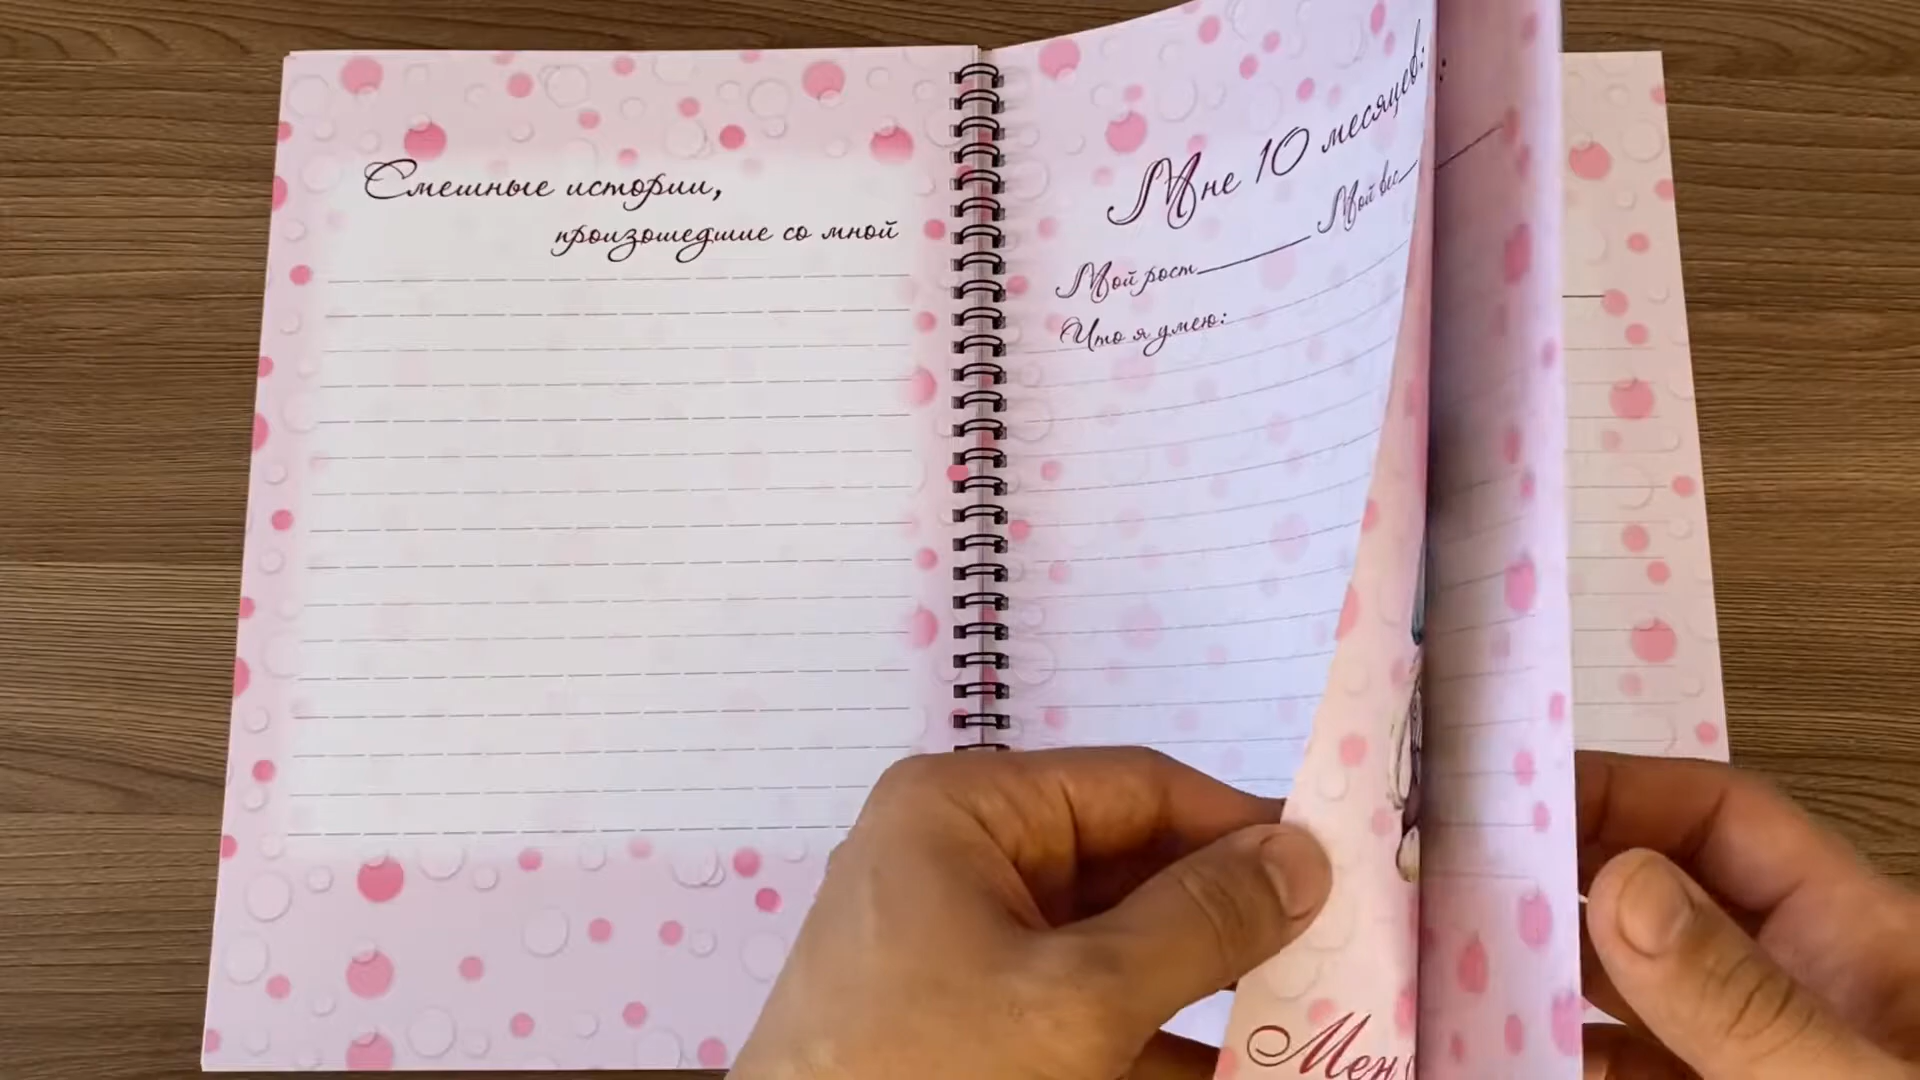 Смешные истории,
произошедшие со мной
Мне 10 месяцев:
Мой рост Мой вес
Что я умею: